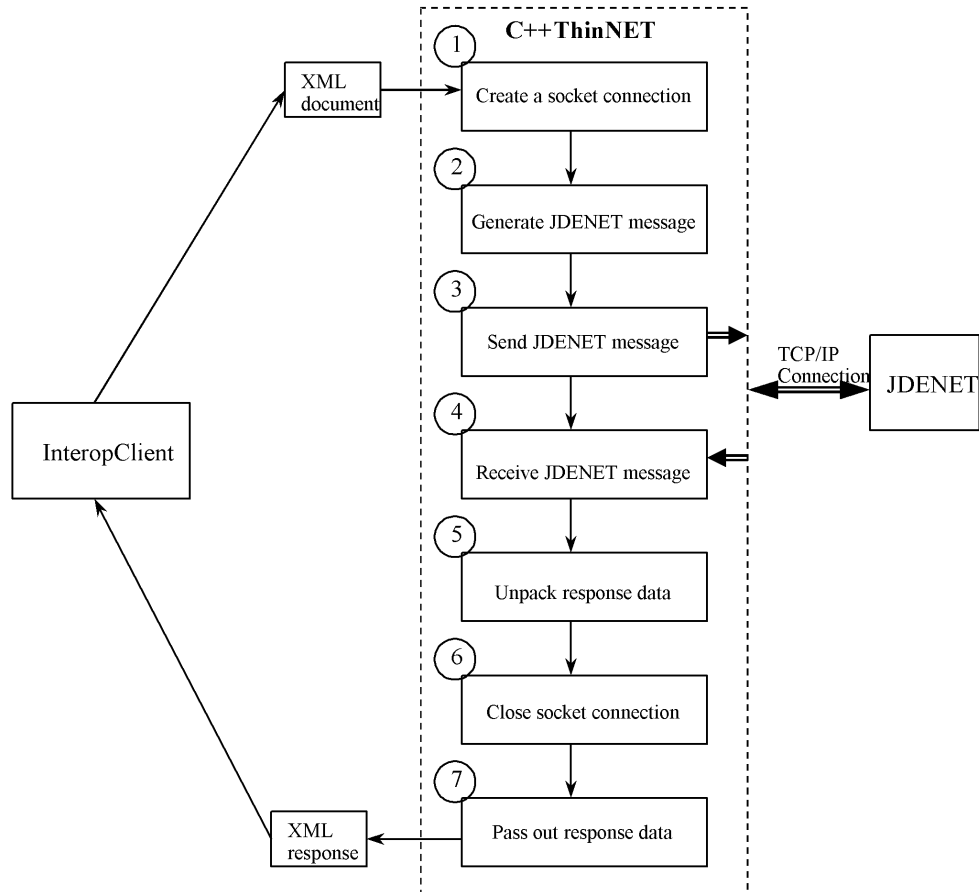 C++ ThinNET
1
XML
document
Create a socket connection
2
Generate JDENET message
3
Send JDENET message
TCP/IP
Connection
JDENET
InteropClient
4
Receive JDENET message
5
Unpack response data
6
Close socket connection
7
Pass out response data
XML
response